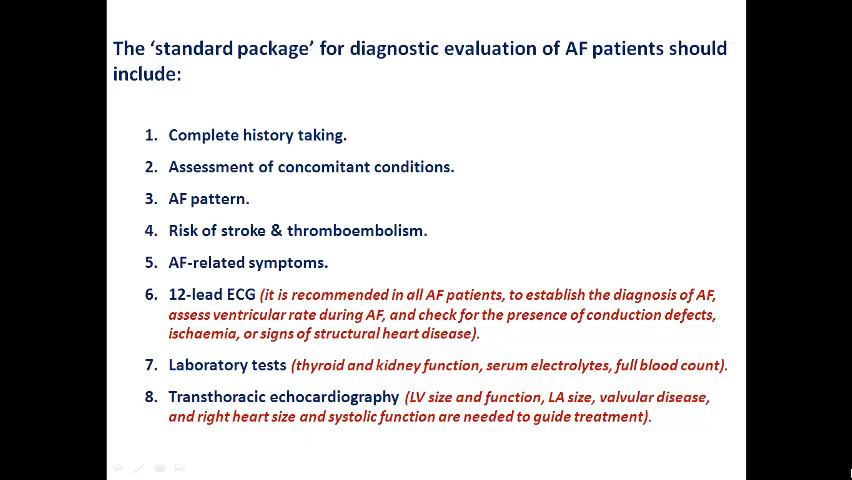 The ‘standard package’ for diagnostic evaluation of AF patients should
include:
1. Complete history taking.
2. Assessment of concomitant conditions.
3. AF pattern.
4. Risk of stroke & thromboembolism.
5. AF-related symptoms.
6. 12-lead ECG (it is recommended in all AF patients, to establish the diagnosis of AF,
assess ventricular rate during AF, and check for the presence of conduction defects,
ischaemia, or signs of structural heart disease).
7. Laboratory tests (thyroid and kidney function, serum electrolytes, full blood count).
8. Transthoracic echocardiography (LV size and function, LA size, valvular disease,
and right heart size and systolic function are needed to guide treatment).